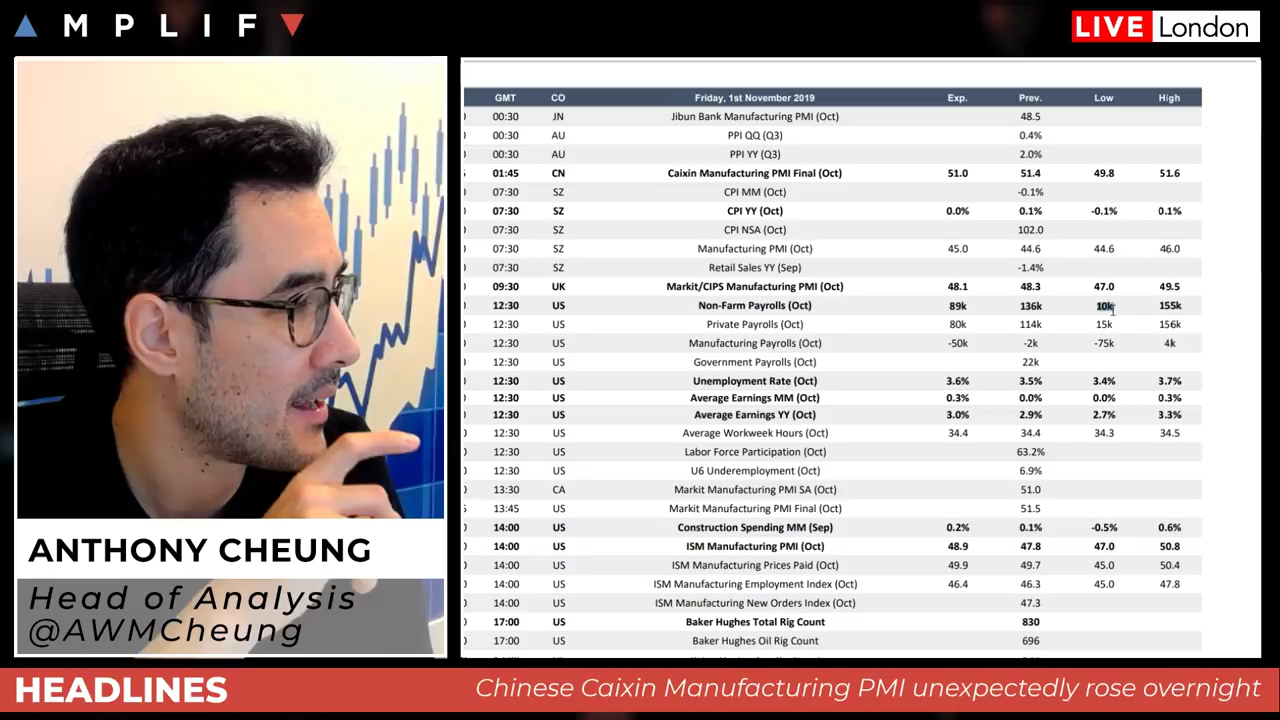 AMPLIFY
LIVE London
GMT CO Friday, 1st November 2019 Exp. Prev. Low High
00:30 JN Jibun Bank Manufacturing PMI (Oct) 48.5
00:30 AU PPI QQ (Q3) 0.4%
00:30 AU PPI YY (Q3) 2.0%
01:45 CN Caixin Manufacturing PMI Final (Oct) 51.0 51.4 49.8 51.6
07:30 SZ CPI MM (Oct) -0.1%
07:30 SZ CPI YY (Oct) 0.0% 0.1% -0.1% 0.1%
07:30 SZ CPI NSA (Oct) 102.0
07:30 SZ Manufacturing PMI (Oct) 45.0 44.6 44.6 46.0
07:30 SZ Retail Sales YY (Sep) -1.4%
09:30 UK Markit/CIPS Manufacturing PMI (Oct) 48.1 48.3 47.0 49.5
12:30 US Non-Farm Payrolls (Oct) 89k 136k 10k 155k
12:30 US Private Payrolls (Oct) 80k 114k 15k 156k
12:30 US Manufacturing Payrolls (Oct) -50k -2k -75k 4k
12:30 US Government Payrolls (Oct) 22k
12:30 US Unemployment Rate (Oct) 3.6% 3.5% 3.4% 3.7%
12:30 US Average Earnings MM (Oct) 0.3% 0.0% 0.0% 0.3%
12:30 US Average Earnings YY (Oct) 3.0% 2.9% 2.7% 3.3%
12:30 US Average Workweek Hours (Oct) 34.4 34.4 34.3 34.5
12:30 US Labor Force Participation (Oct) 63.2%
12:30 US U6 Underemployment (Oct) 6.9%
13:30 CA Markit Manufacturing PMI SA (Oct) 51.0
13:45 US Markit Manufacturing PMI Final (Oct) 51.5
14:00 US Construction Spending MM (Sep) 0.2% 0.1% -0.5% 0.6%
14:00 US ISM Manufacturing PMI (Oct) 48.9 47.8 47.0 50.8
14:00 US ISM Manufacturing Prices Paid (Oct) 49.9 49.7 45.0 50.4
14:00 US ISM Manufacturing Employment Index (Oct) 46.4 46.3 45.0 47.8
14:00 US ISM Manufacturing New Orders Index (Oct) 47.3
17:00 US Baker Hughes Total Rig Count 830
17:00 US Baker Hughes Oil Rig Count 696
ANTHONY CHEUNG
Head of Analysis
@AWMCheung
HEADLINES Chinese Caixin Manufacturing PMI unexpectedly rose overnight